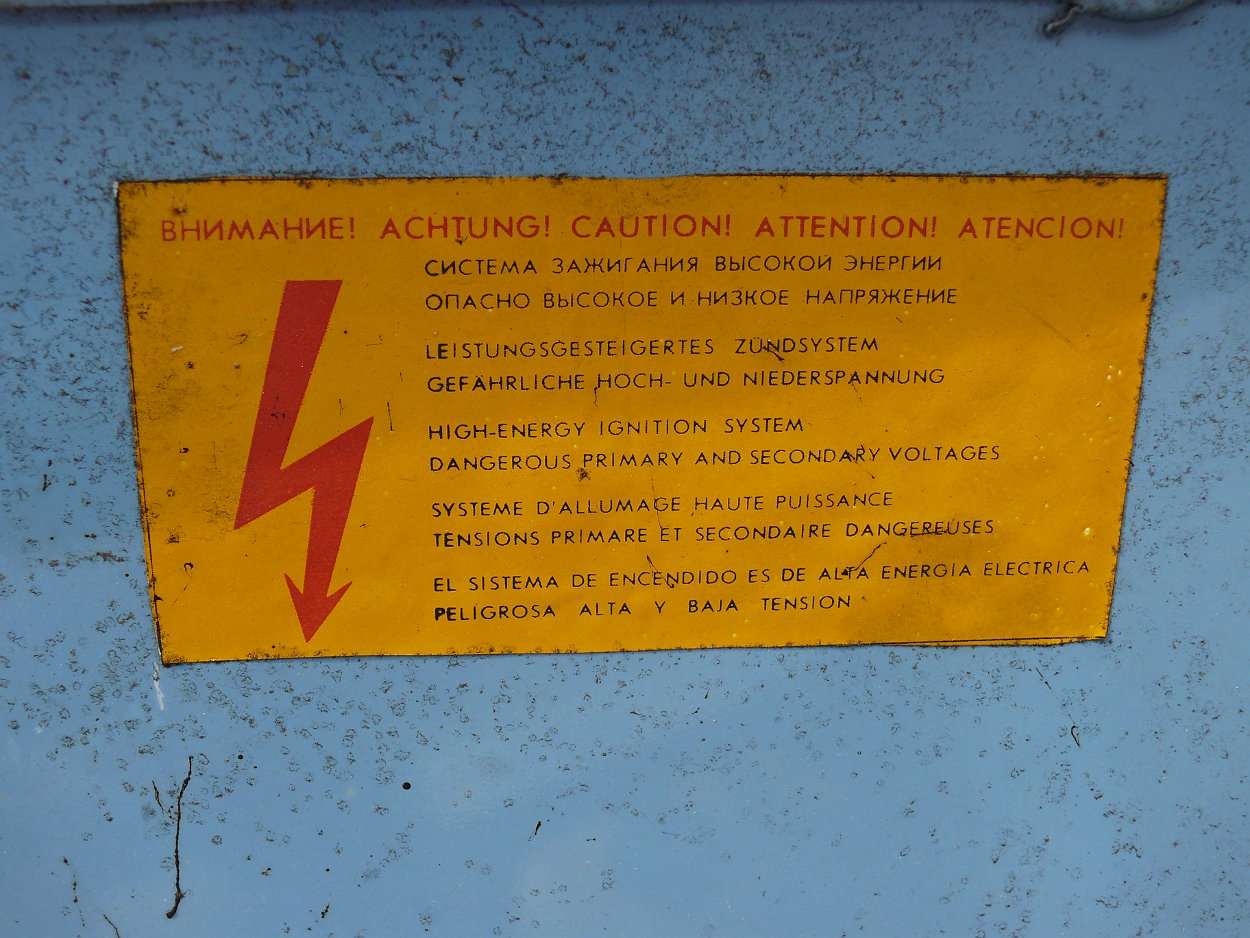 ВНИМАНИЕ! ACHTUNG! CAUTION! ATTENTION! ATENCION!
СИСТЕМА ЗАЖИГАНИЯ ВЫСОКОЙ ЭНЕРГИИ
ОПАСНО ВЫСОКОЕ И НИЗКОЕ НАПРЯЖЕНИЕ
LEISTUNGSGESTEIGERTES ZÜNDSYSTEM
GEFÄHRLICHE HOCH- UND NIEDERSPANNUNG
HIGH-ENERGY IGNITION SYSTEM
DANGEROUS PRIMARY AND SECONDARY VOLTAGES
SYSTEME D'ALLUMAGE HAUTE PUISSANCE
TENSIONS PRIMARE ET SECONDAIRE DANGEREUSES
EL SISTEMA DE ENCENDIDO ES DE ALTA ENERGIA ELECTRICA
PELIGROSA ALTA Y BAJA TENSION